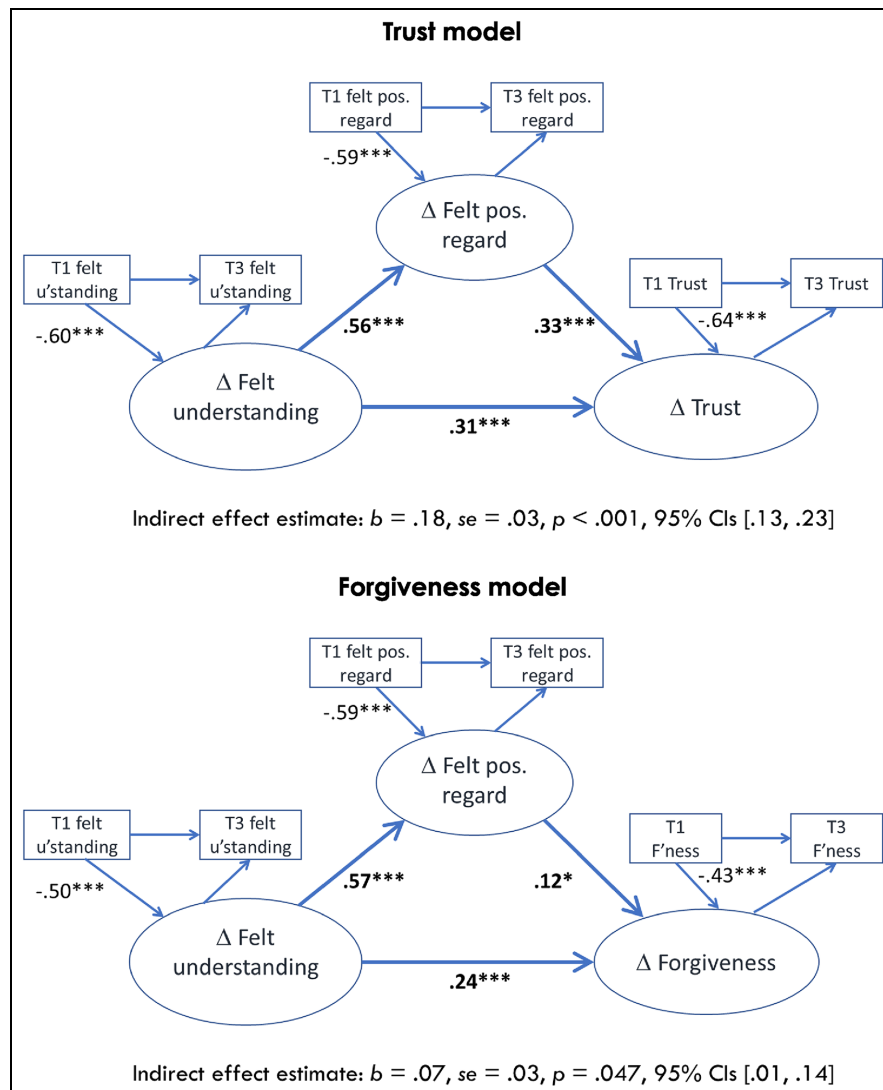 Trust model
T1 felt pos.
regard
T3 felt pos.
regard
-.59***
Δ Felt pos.
regard
T1 felt
u'standing
T3 felt
u'standing
T1 Trust
T3 Trust
-.60***
.56***
.33***
-.64***
Δ Felt
understanding
Δ Trust
.31***
Indirect effect estimate: b = .18, se = .03, p < .001, 95% CIs [.13, .23]
Forgiveness model
T1 felt pos.
regard
T3 felt pos.
regard
-.59***
Δ Felt pos.
regard
T1 felt
u'standing
T3 felt
u'standing
T1
F'ness
T3
F'ness
-.50***
.57***
.12*
-.43***
Δ Felt
understanding
Δ Forgiveness
.24***
Indirect effect estimate: b = .07, se = .03, p = .047, 95% CIs [.01, .14]